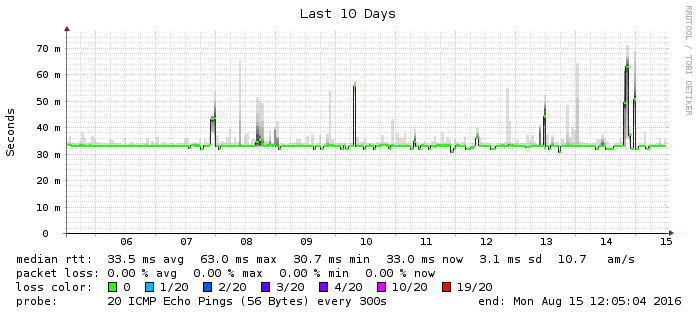 Last 10 Days
RRDTOOL / TOBI OETIKER
Seconds
70 m
60 m
50 m
40 m
30 m
20 m
10 m
0
06 07 08 09 10 11 12 13 14 15
median rtt: 33.5 ms avg 63.0 ms max 30.7 ms min 33.0 ms now 3.1 ms sd 10.7 am/s
packet loss: 0.00 % avg 0.00 % max 0.00 % min 0.00 % now
loss color: 0 1/20 2/20 3/20 4/20 10/20 19/20
probe: 20 ICMP Echo Pings (56 Bytes) every 300s end: Mon Aug 15 12:05:04 2016